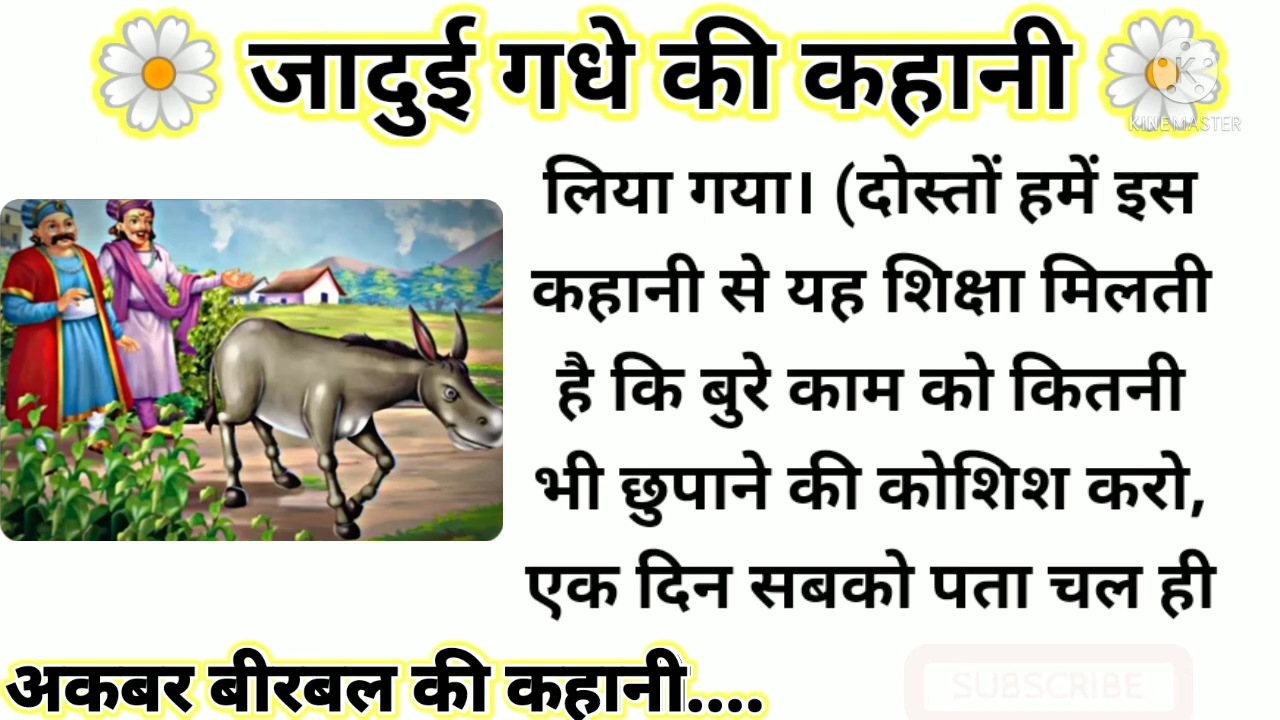 जादुई गधे की कहानी
KINEMASTER
लिया गया। (दोस्तों हमें इस
कहानी से यह शिक्षा मिलती
है कि बुरे काम को कितनी
भी छुपाने की कोशिश करो,
एक दिन सबको पता चल ही
अकबर बीरबल की कहानी....
SUBSCRIBE